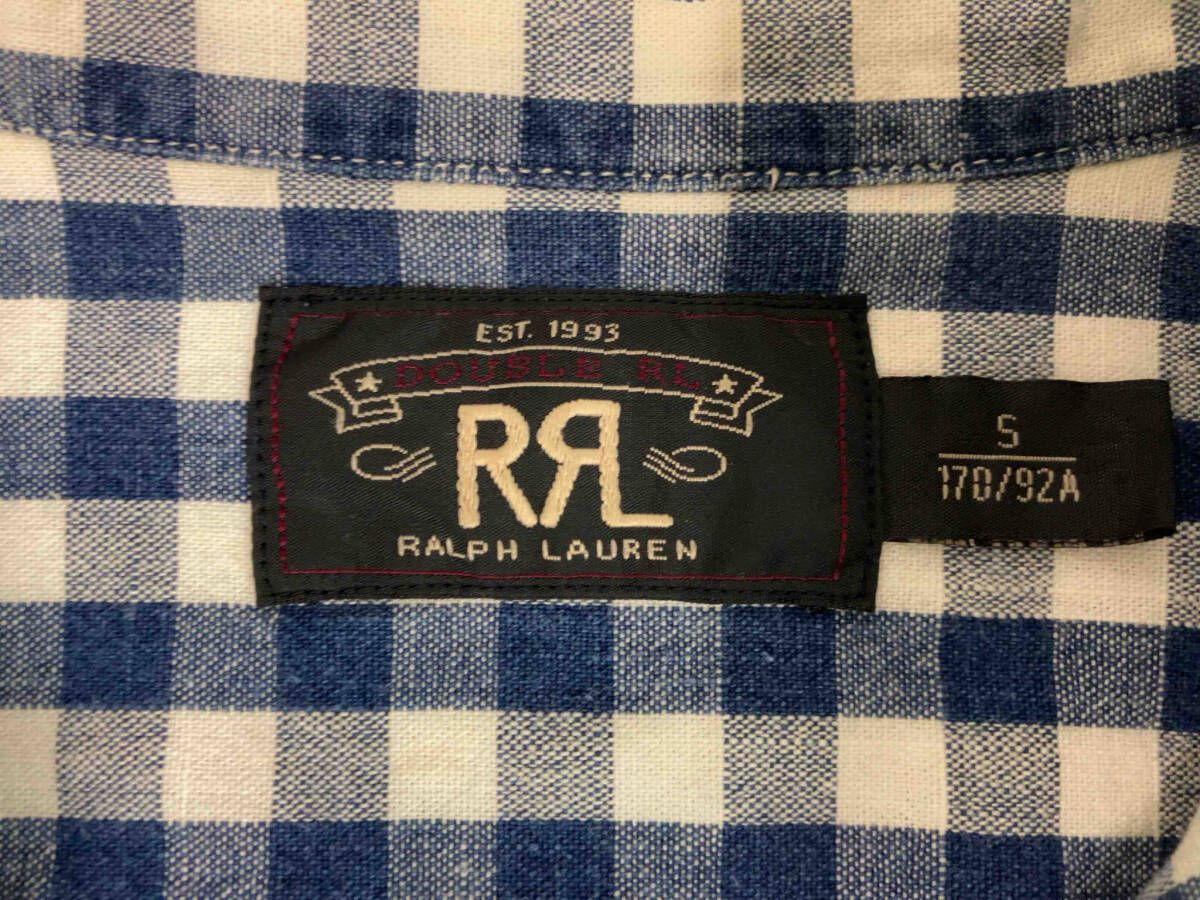 EST. 1993
DOUBLE RL
RRL
RALPH LAUREN
S
170/92A